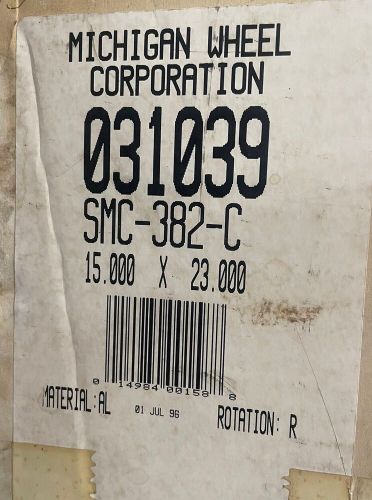 MICHIGAN WHEEL
CORPORATION
031039
SMC-382-C
15.000 X 23.000
0 14984 00158 8
MATERIAL:AL 01 JUL 96 ROTATION: R